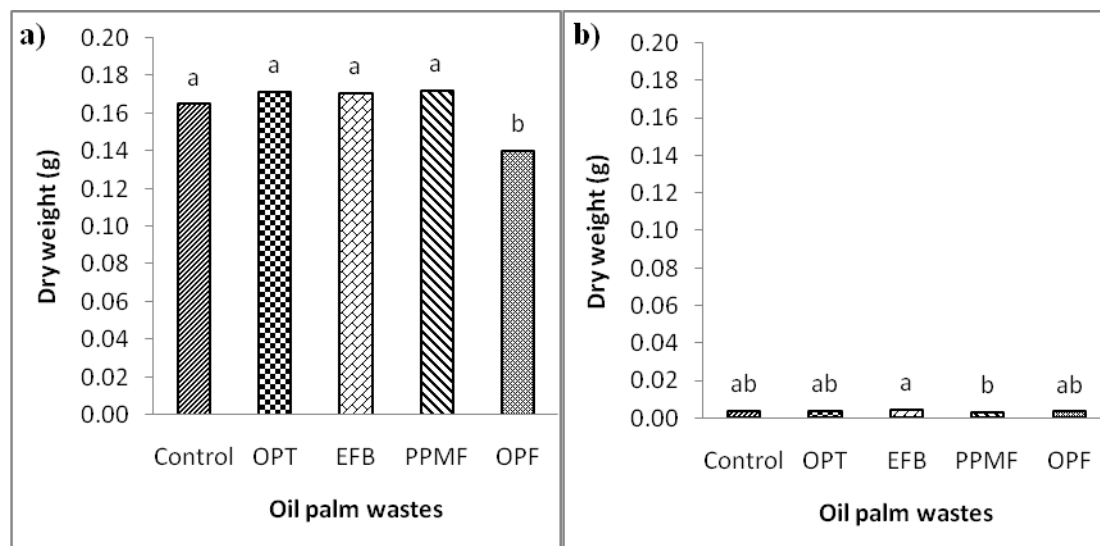 a)
Dry weight (g)
0.20
0.18
0.16
0.14
0.12
0.10
0.08
0.06
0.04
0.02
0.00
a a a a b
Control OPT EFB PPMF OPF
Oil palm wastes
b)
Dry weight (g)
0.20
0.18
0.16
0.14
0.12
0.10
0.08
0.06
0.04
0.02
0.00
ab ab a b ab
Control OPT EFB PPMF OPF
Oil palm wastes